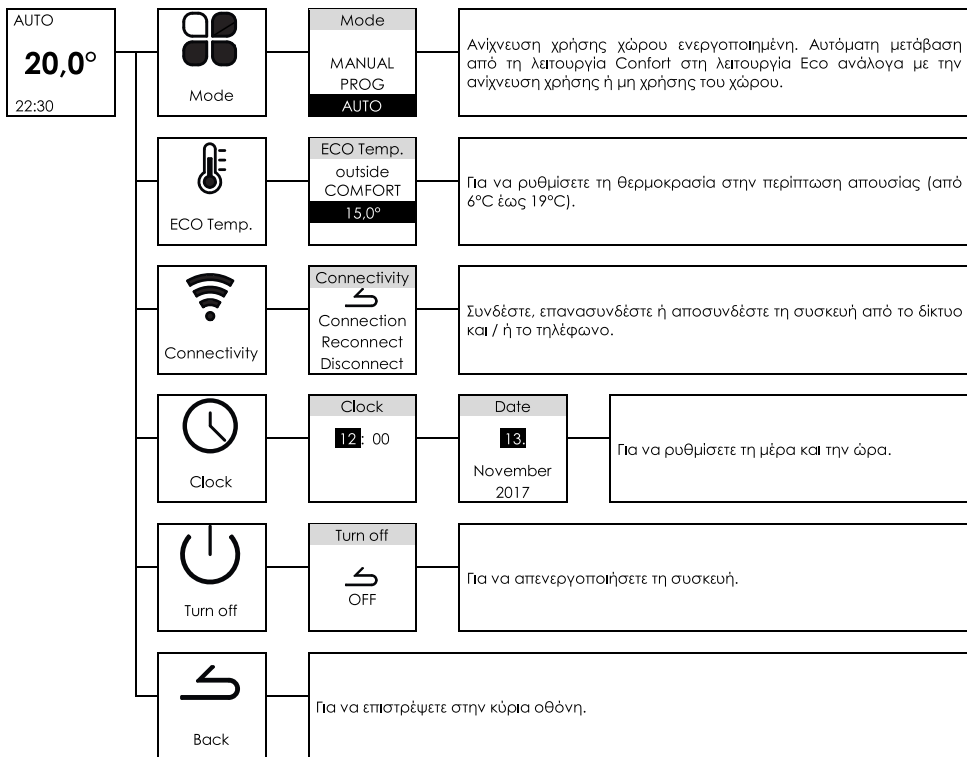 AUTO
20,0°
22:30
Mode
Mode
MANUAL
PROG
AUTO
Ανίχνευση χρήσης χώρου ενεργοποιημένη. Αυτόματη μετάβαση
από τη λειτουργία Confort στη λειτουργία Eco ανάλογα με την
ανίχνευση χρήσης ή μη χρήσης του χώρου.
ECO Temp.
ECO Temp.
outside
COMFORT
15,0°
Για να ρυθμίσετε τη θερμοκρασία στην περίπτωση απουσίας (από
6°C έως 19°C).
Connectivity
Connectivity
Connection
Reconnect
Disconnect
Συνδέστε, επανασυνδέστε ή αποσυνδέστε τη συσκευή από το δίκτυο
και / ή το τηλέφωνο.
Clock
Clock
12 : 00
Date
13.
November
2017
Για να ρυθμίσετε τη μέρα και την ώρα.
Turn off
Turn off
OFF
Για να απενεργοποιήσετε τη συσκευή.
Back
Για να επιστρέψετε στην κύρια οθόνη.